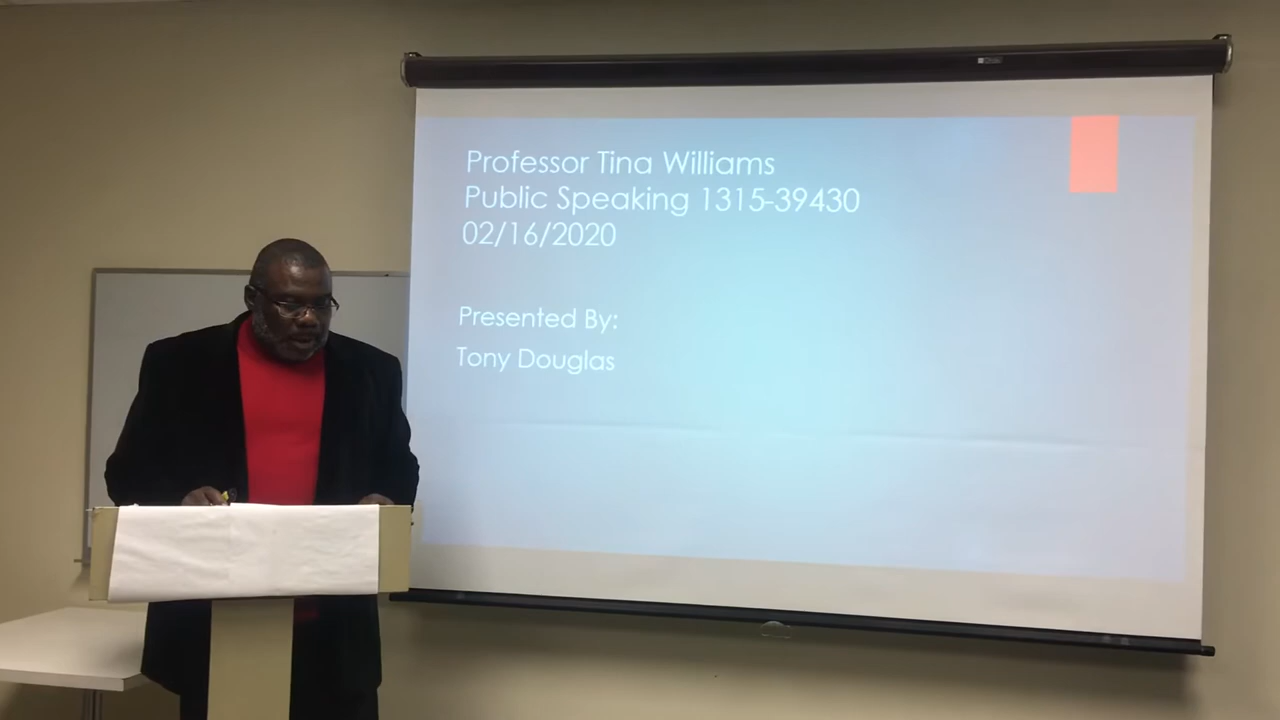 Professor Tina Williams
Public Speaking 1315-39430
02/16/2020
Presented By:
Tony Douglas